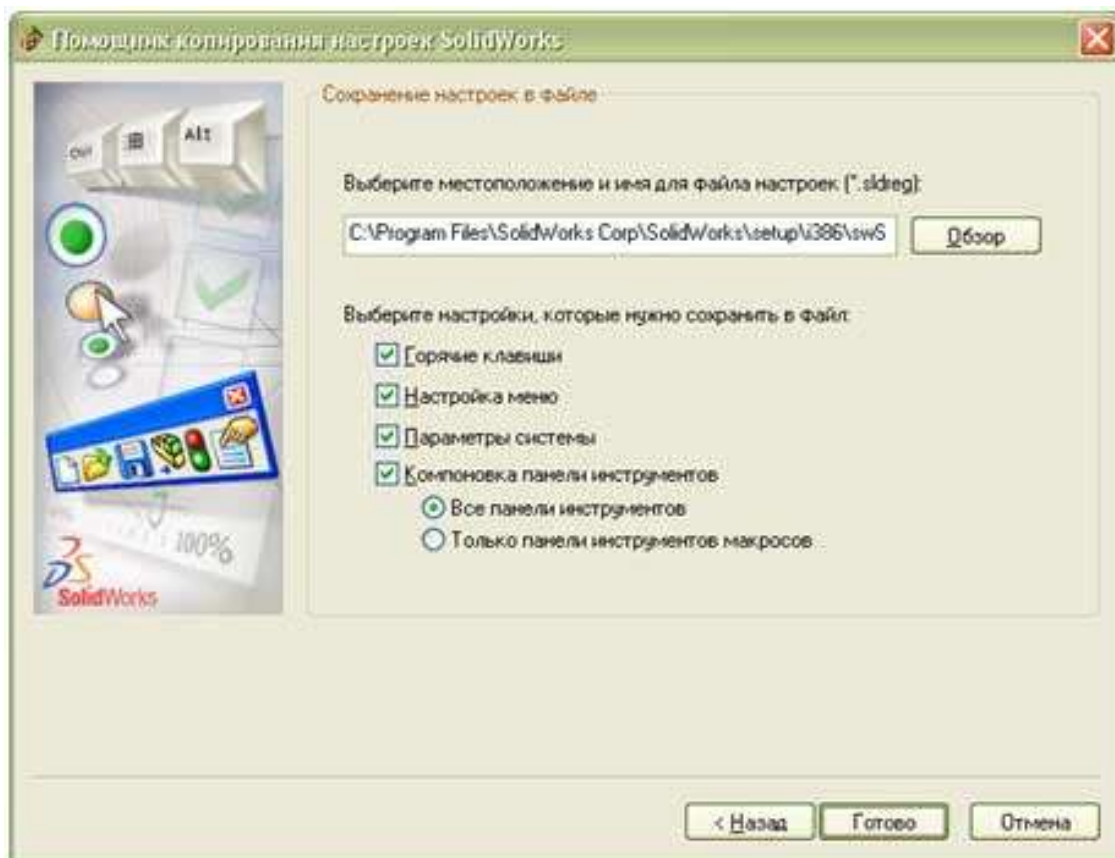 Помощник копирования настроек SolidWorks
Сохранение настроек в файле
Alt
Выберите местоположение и имя для файла настроек (*.sldreg):
C:\Program Files\SolidWorks Corp\SolidWorks\setup\i386\swS
Обзор
Выберите настройки, которые нужно сохранить в файл:
Горячие клавиши
Настройка меню
Параметры системы
Компоновка панели инструментов
Все панели инструментов
Только панели инструментов макросов
100%
SolidWorks
< Назад
Готово
Отмена